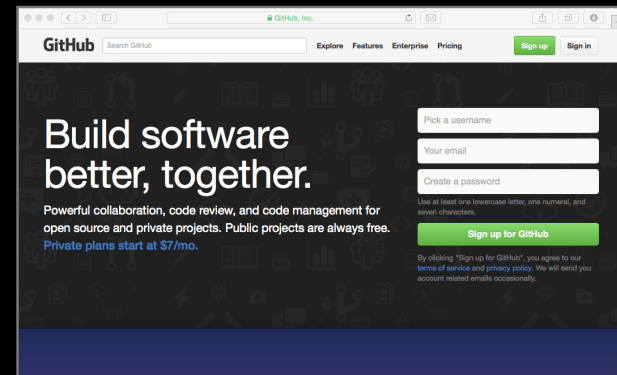 GitHub, Inc.
GitHub
Search GitHub
Explore Features Enterprise Pricing
Sign up
Sign in
Build software
better, together.
Powerful collaboration, code review, and code management for
open source and private projects. Public projects are always free.
Private plans start at $7/mo.
Pick a username
Your email
Create a password
Use at least one lowercase letter, one numeral, and
seven characters.
Sign up for GitHub
By clicking "Sign up for GitHub", you agree to our
terms of service and privacy policy. We will send you
account related emails occasionally.